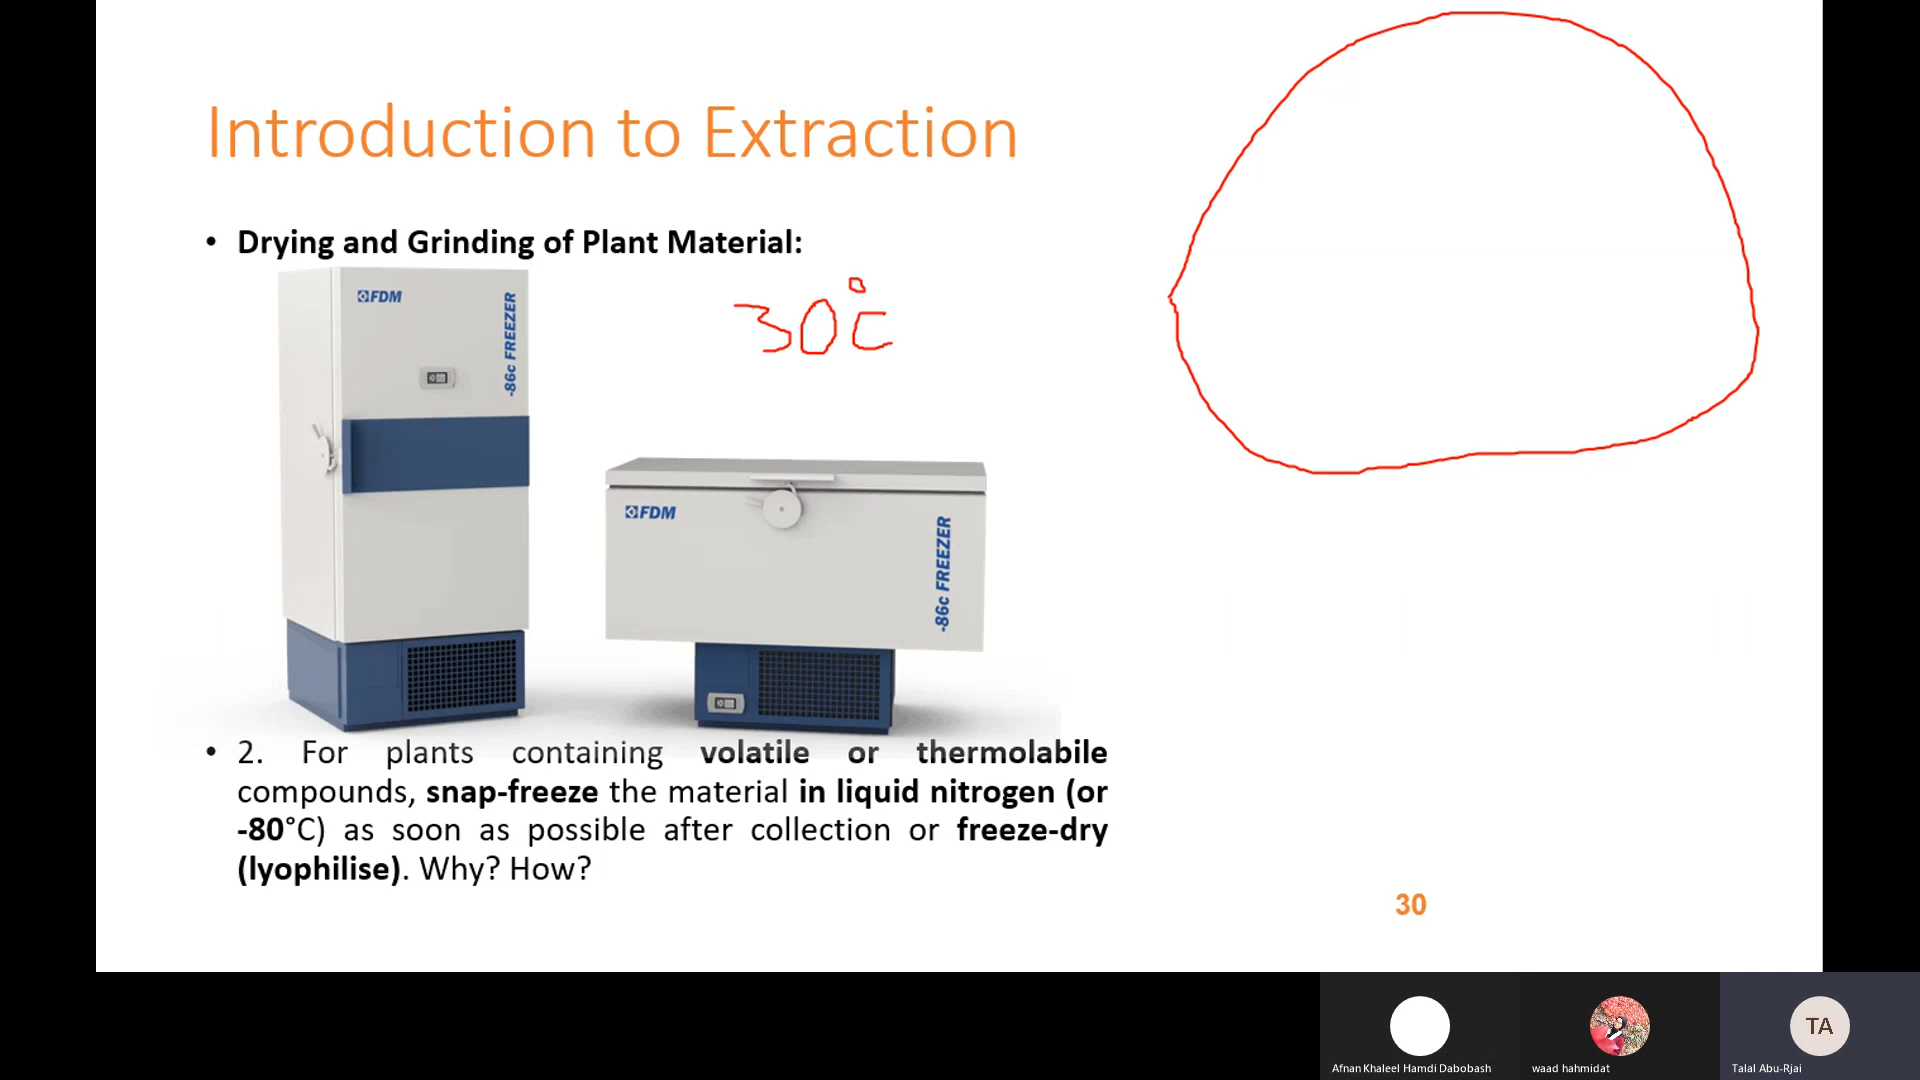 Introduction to Extraction
• Drying and Grinding of Plant Material:
FDM
-86c FREEZER
30°C
FDM
-86c FREEZER
• 2. For plants containing volatile or thermolabile
compounds, snap-freeze the material in liquid nitrogen (or
-80°C) as soon as possible after collection or freeze-dry
(lyophilise). Why? How?
30
TA
Afnan Khaleel Hamdi Dabobash
waad hahmidat
Talal Abu-Rjai